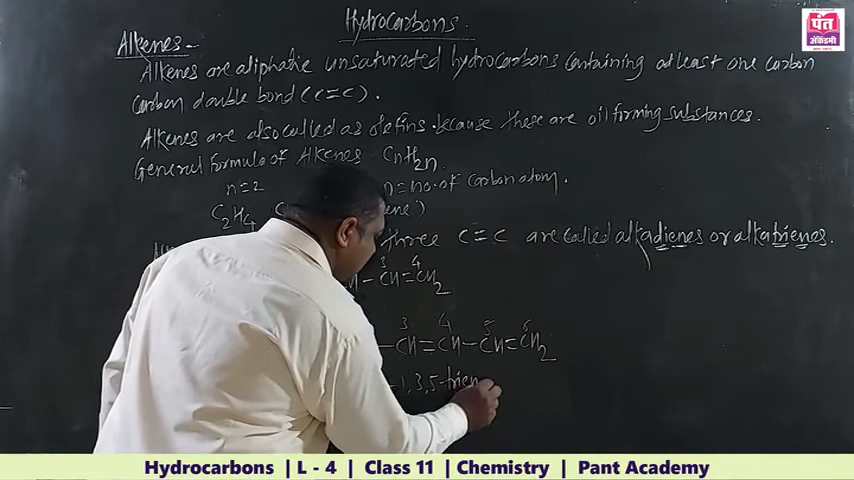 Hydrocarbons.
पंत
अकॅडमी
Alkenes -
Alkenes are aliphatic unsaturated hydrocarbons containing atleast one carbon
carbon double bond (C=C).
Alkenes are also called as olefins because these are oil forming substances.
General formula of Alkenes CnH2n
n=2 n = no. of carbon atom.
C2H4
three C=C are called alkadienes or alkatrienes.
3 4
CH=CH2
3 4 5 6
-CH=CH-CH=CH2
-1,3,5-trien
Hydrocarbons | L - 4 | Class 11 | Chemistry | Pant Academy